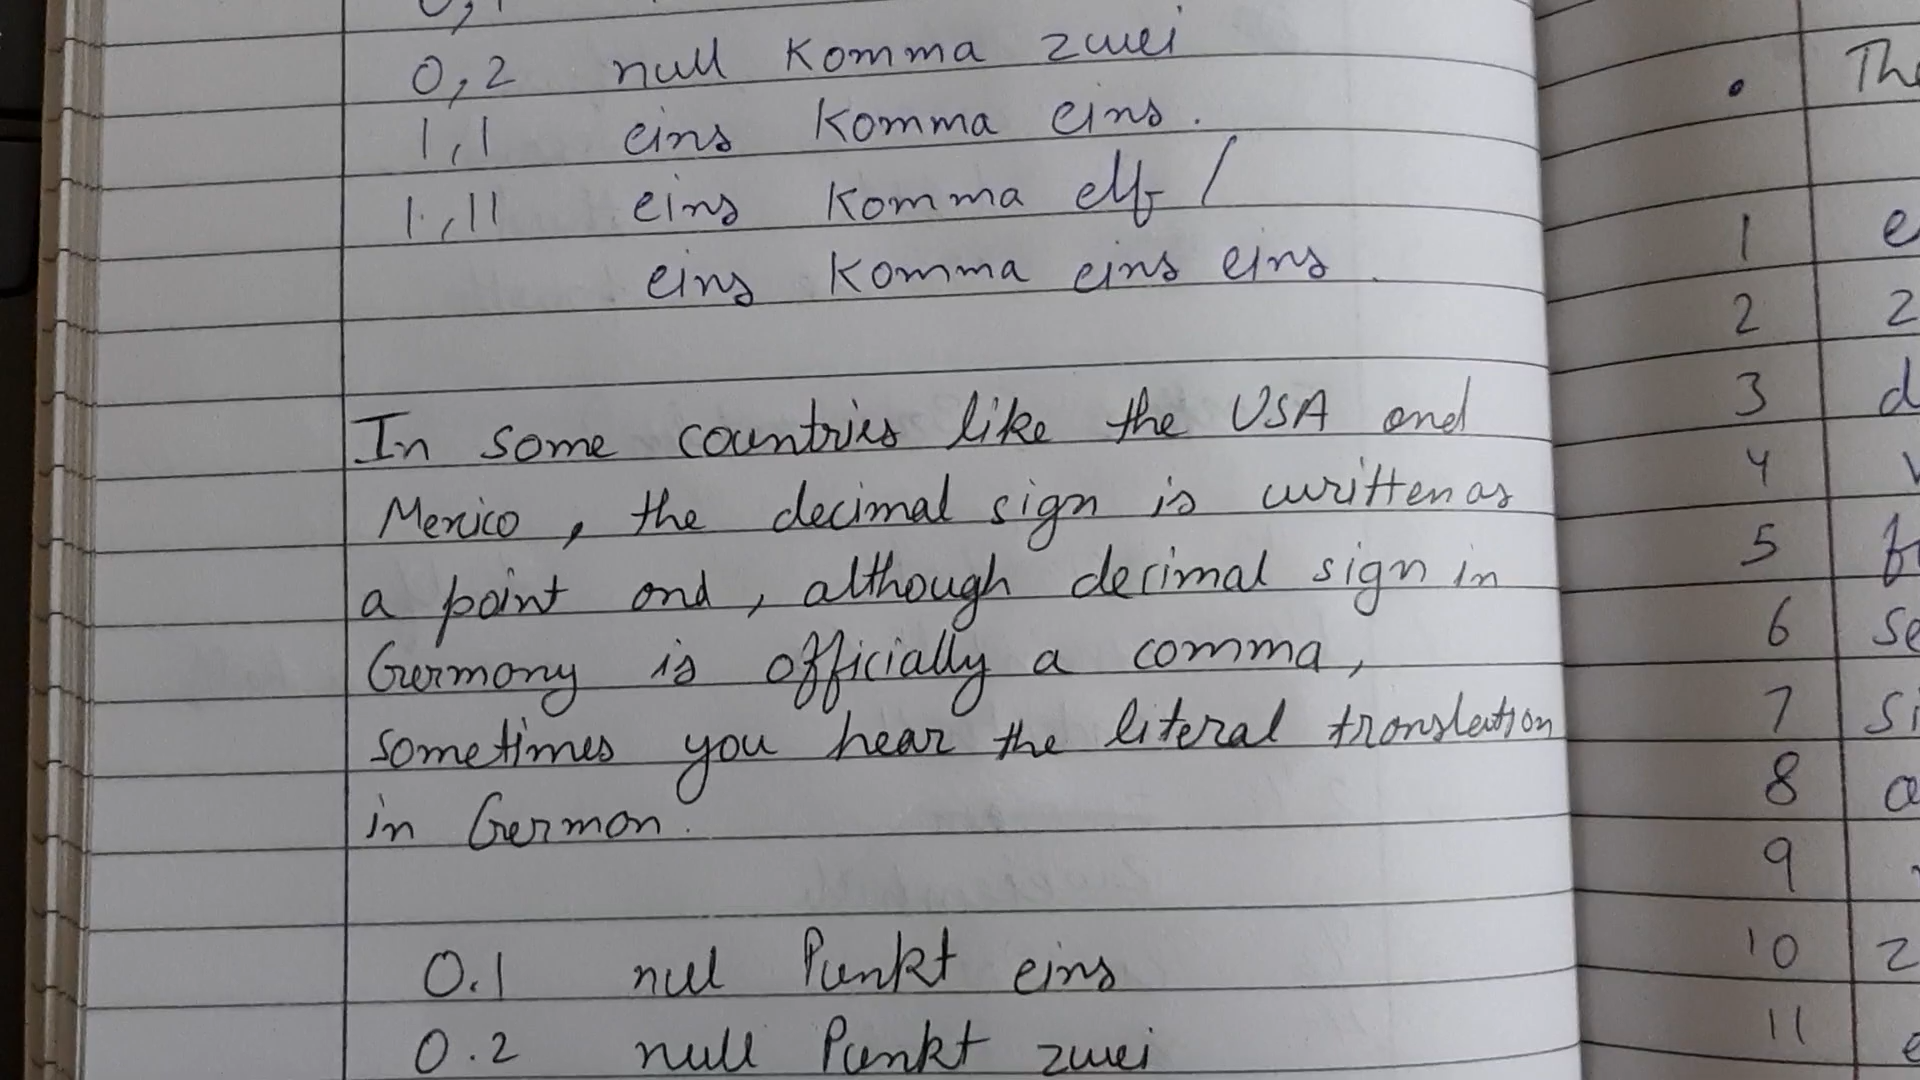 0,2 null Komma zwei
1,1 eins Komma eins.
1,11 eins Komma elf /
eins Komma eins eins.
In some countries like the USA and
Mexico, the decimal sign is written as
a point and, although decimal sign in
Germany is officially a comma,
sometimes you hear the literal translation
in German.
0.1 null Punkt eins
0.2 null Punkt zwei
1
2
3
4
5
6
7
8
9
10
11